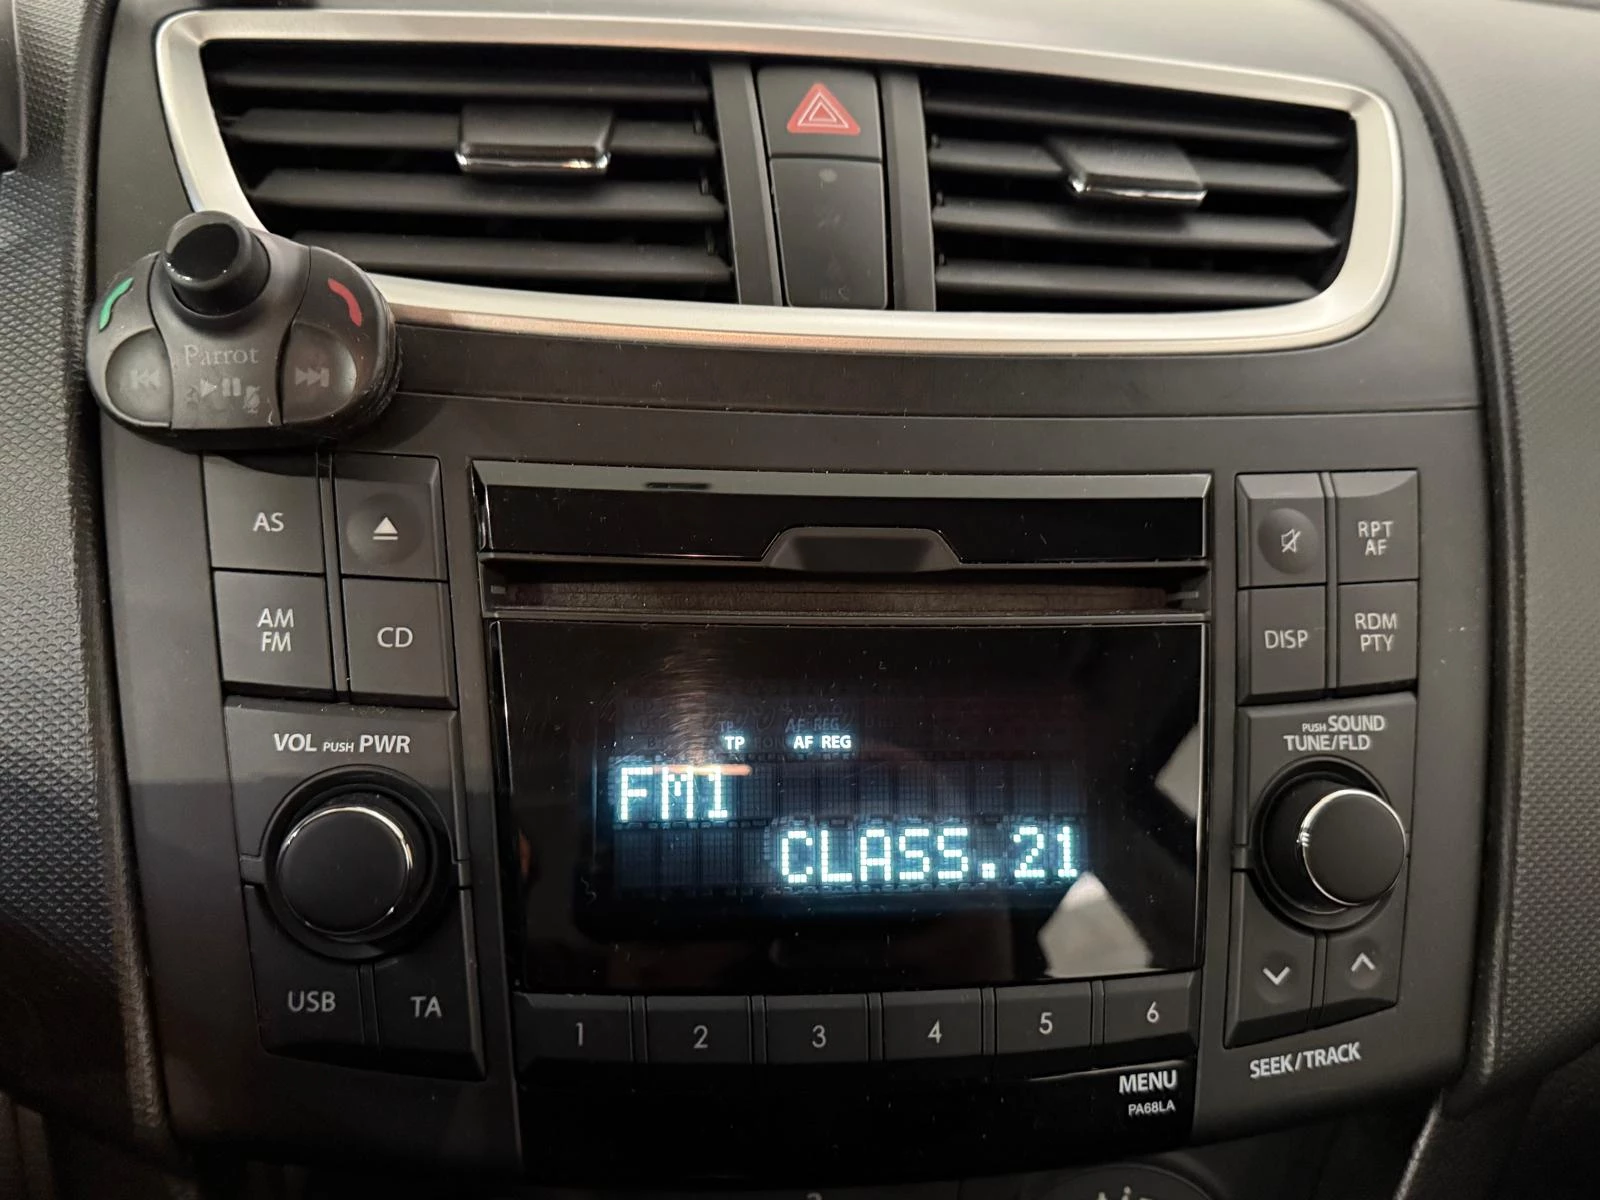 Parrot
AS
AM
FM
CD
VOL PUSH PWR
USB
TA
TP AF REG
FM1
CLASS.21
1 2 3 4 5 6
MENU
PA68LA
RPT
AF
DISP
RDM
PTY
PUSH SOUND
TUNE/FLD
SEEK/TRACK